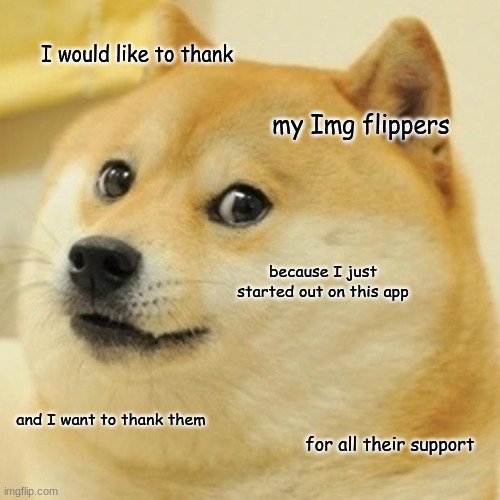 I would like to thank
my Img flippers
because I just
started out on this app
and I want to thank them
for all their support
imgflip.com